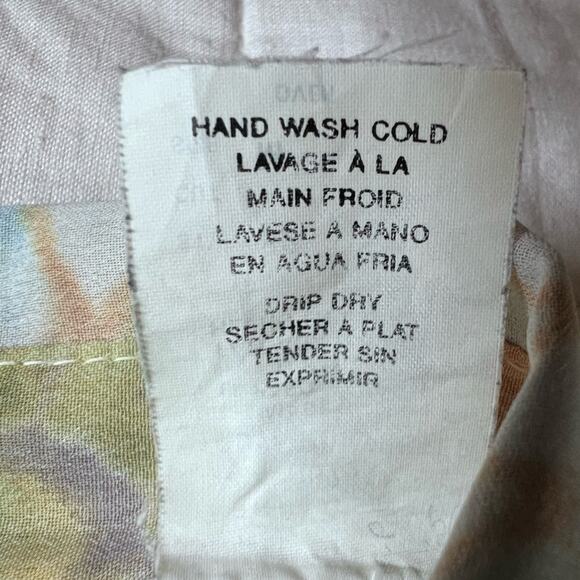 HAND WASH COLD
LAVAGE À LA
MAIN FROID
LAVESE A MANO
EN AGUA FRIA
DRIP DRY
SECHER À PLAT
TENDER SIN
EXPRIMIR